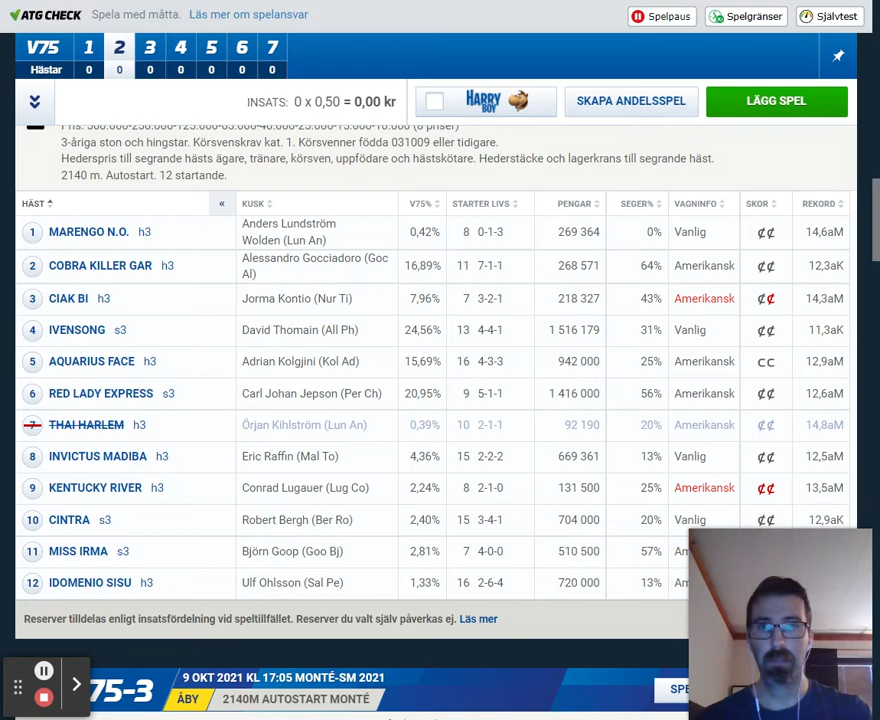 ATG CHECK Spela med måtta. Läs mer om spelansvar Spelpaus Spelgränser Självtest
V75 1 2 3 4 5 6 7
Hästar 0 0 0 0 0 0 0
INSATS: 0 x 0,50 = 0,00 kr HARRY BOY SKAPA ANDELSSPEL LÄGG SPEL
3-åriga ston och hingstar. Körsvenskrav kat. 1. Körsvenner födda 031009 eller tidigare.
Hederspris till segrande hästs ägare, tränare, körsven, uppfödare och hästskötare. Hederstäcke och lagerkrans till segrande häst.
2140 m. Autostart. 12 startande.
HÄST « KUSK V75% STARTER LIVS PENGAR SEGER% VAGNINFO SKOR REKORD
1 MARENGO N.O. h3 Anders Lundström Wolden (Lun An) 0,42% 8 0-1-3 269 364 0% Vanlig ȼȼ 14,6aM
2 COBRA KILLER GAR h3 Alessandro Gocciadoro (Goc Al) 16,89% 11 7-1-1 268 571 64% Amerikansk ȼȼ 12,3aK
3 CIAK BI h3 Jorma Kontio (Nur Ti) 7,96% 7 3-2-1 218 327 43% Amerikansk ȼȼ 14,3aM
4 IVENSONG s3 David Thomain (All Ph) 24,56% 13 4-4-1 1 516 179 31% Vanlig ȼȼ 11,3aK
5 AQUARIUS FACE h3 Adrian Kolgjini (Kol Ad) 15,69% 16 4-3-3 942 000 25% Amerikansk CC 12,9aM
6 RED LADY EXPRESS s3 Carl Johan Jepson (Per Ch) 20,95% 9 5-1-1 1 416 000 56% Amerikansk ȼȼ 12,6aM
7 THAI HARLEM h3 Örjan Kihlström (Lun An) 0,39% 10 2-1-1 92 190 20% Amerikansk ȼȼ 14,8aM
8 INVICTUS MADIBA h3 Eric Raffin (Mal To) 4,36% 15 2-2-2 669 361 13% Vanlig ȼȼ 12,5aM
9 KENTUCKY RIVER h3 Conrad Lugauer (Lug Co) 2,24% 8 2-1-0 131 500 25% Amerikansk ȼȼ 13,5aM
10 CINTRA s3 Robert Bergh (Ber Ro) 2,40% 15 3-4-1 704 000 20% Vanlig ȼȼ 12,9aK
11 MISS IRMA s3 Björn Goop (Goo Bj) 2,81% 7 4-0-0 510 500 57%
12 IDOMENIO SISU h3 Ulf Ohlsson (Sal Pe) 1,33% 16 2-6-4 720 000 13%
Reserver tilldelas enligt insatsfördelning vid speltillfället. Reserver du valt själv påverkas ej. Läs mer
75-3 9 OKT 2021 KL 17:05 MONTÉ-SM 2021
ÅBY 2140M AUTOSTART MONTÉ